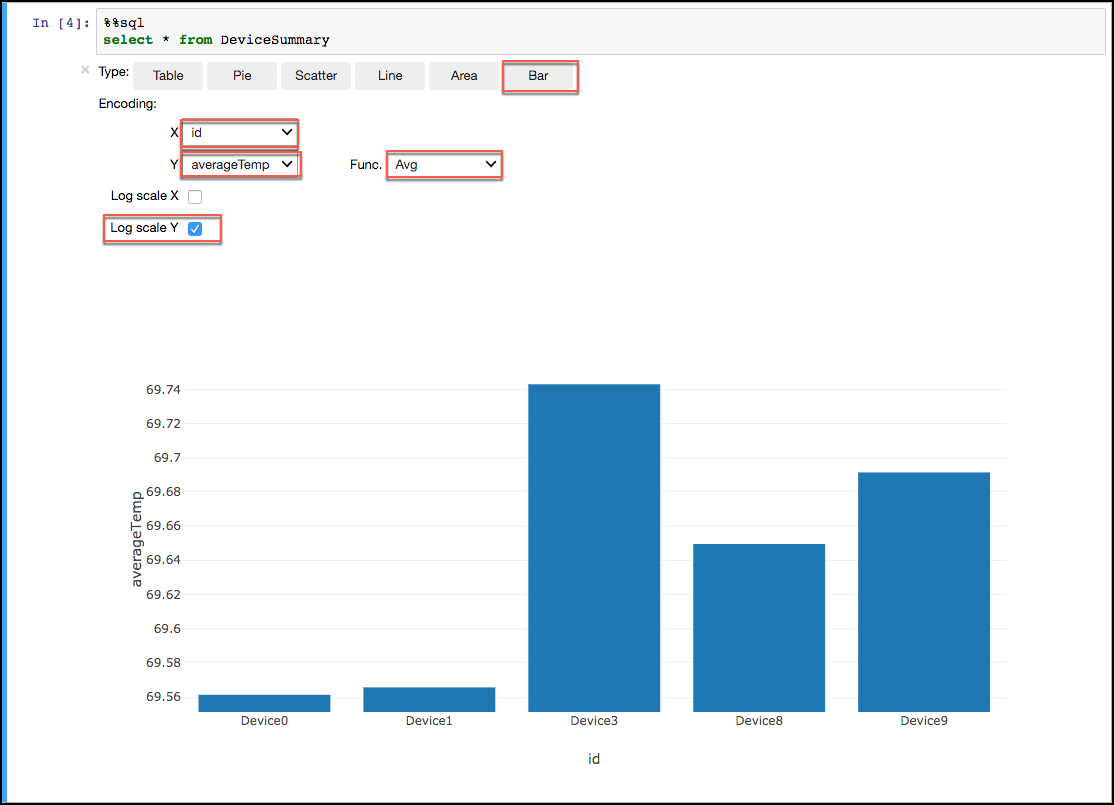 In [4]: %%sql
select * from DeviceSummary
× Type: Table Pie Scatter Line Area Bar
Encoding:
X id
Y averageTemp Func. Avg
Log scale X
Log scale Y
69.74
69.72
69.7
69.68
69.66
69.64
69.62
69.6
69.58
69.56
averageTemp
Device0 Device1 Device3 Device8 Device9
id